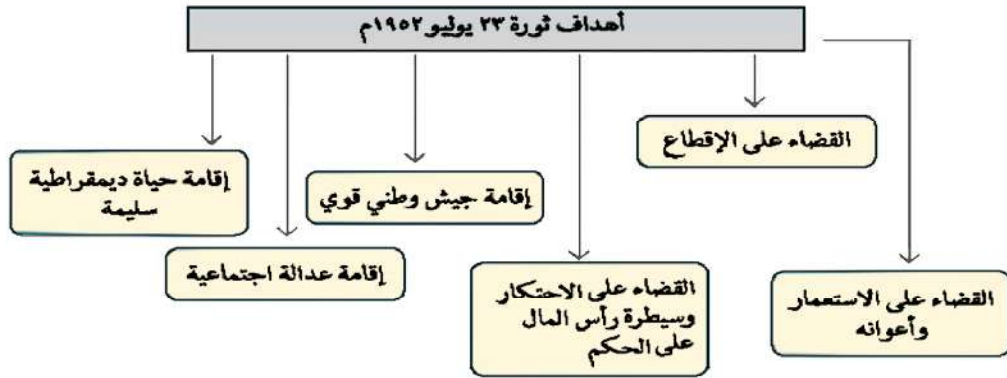 أهداف ثورة ٢٣ يوليو ١٩٥٢م
القضاء على الإقطاع
إقامة حياة ديمقراطية
سليمة
إقامة جيش وطني قوي
إقامة عدالة اجتماعية
القضاء على الاحتكار
وسيطرة رأس المال
على الحكم
القضاء على الاستعمار
وأعوانه